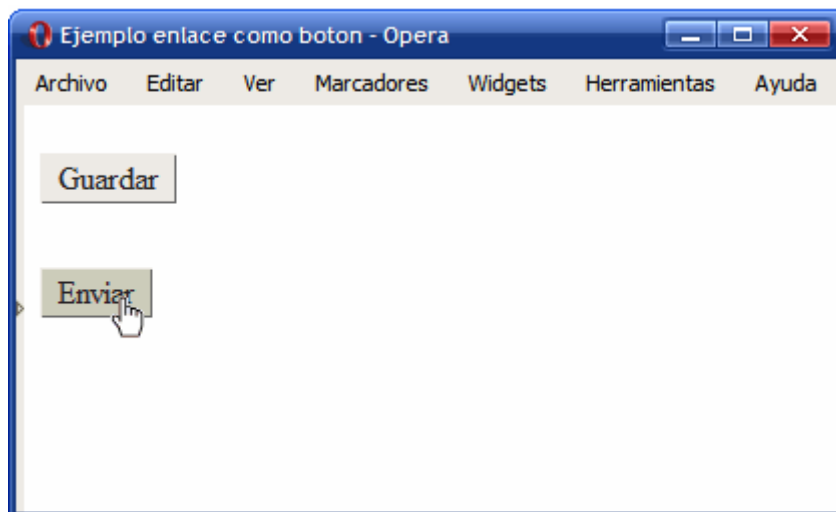 Ejemplo enlace como boton - Opera
Archivo Editar Ver Marcadores Widgets Herramientas Ayuda
Guardar
Enviar